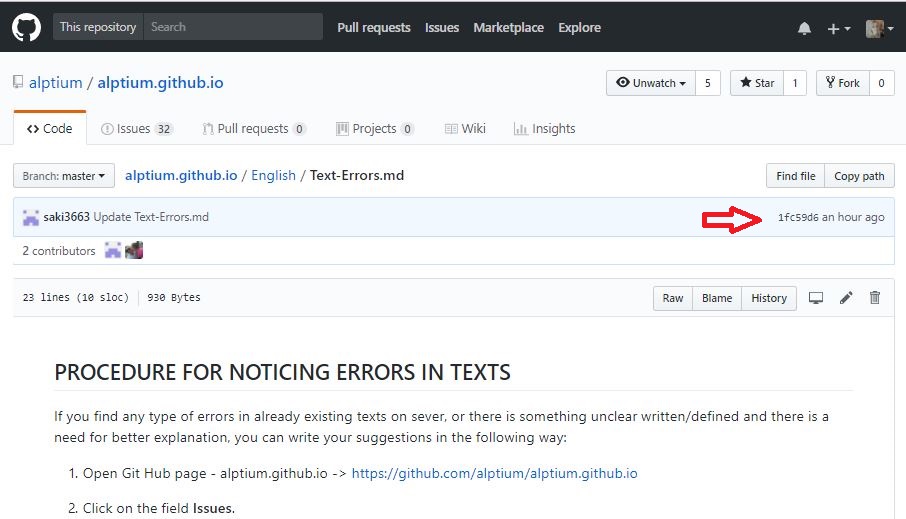 This repository Search Pull requests Issues Marketplace Explore
alptium / alptium.github.io Unwatch 5 Star 1 Fork 0
Code Issues 32 Pull requests 0 Projects 0 Wiki Insights
Branch: master alptium.github.io / English / Text-Errors.md Find file Copy path
saki3663 Update Text-Errors.md 1fc59d6 an hour ago
2 contributors
23 lines (10 sloc) 930 Bytes Raw Blame History
PROCEDURE FOR NOTICING ERRORS IN TEXTS
If you find any type of errors in already existing texts on sever, or there is something unclear written/defined and there is a
need for better explanation, you can write your suggestions in the following way:
1. Open Git Hub page - alptium.github.io -> https://github.com/alptium/alptium.github.io
2. Click on the field Issues.